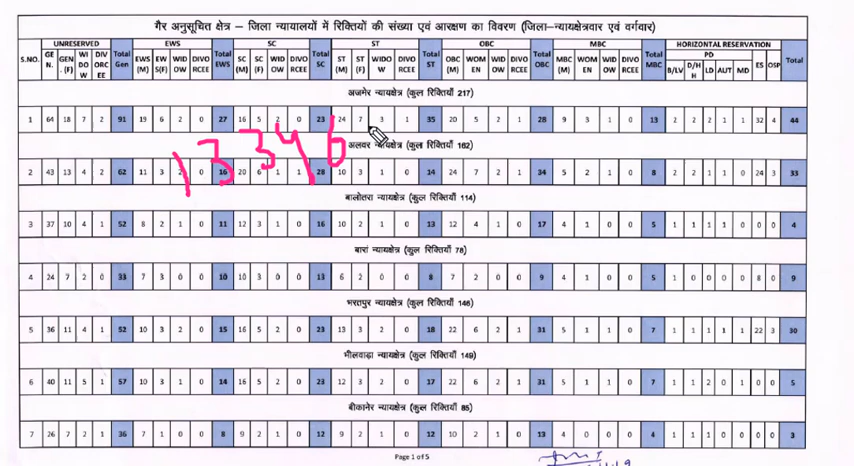 गैर अनुसूचित क्षेत्र – जिला न्यायालयों में रिक्तियों की संख्या एवं आरक्षण का विवरण (जिला–न्यायक्षेत्रवार एवं वर्गवार)
UNRESERVED EWS SC ST OBC MBC HORIZONTAL RESERVATION
S.NO. GEN. GEN. (F) WIDOW DIVORCEE Total Gen EWS (M) EWS(F) WIDOW DIVORCEE Total EWS SC (M) SC (F) WIDOW DIVORCEE Total SC ST (M) ST (F) WIDOW DIVORCEE Total ST OBC (M) WOMEN WIDOW DIVORCEE Total OBC MBC (M) WOMEN WIDOW DIVORCEE Total MBC PD B/LV D/HH LD AUT MD ES OSP Total
अजमेर न्यायक्षेत्र (कुल रिक्तियाँ 217)
1 64 18 7 2 91 19 6 2 0 27 16 5 2 0 23 24 7 3 1 35 20 5 2 1 28 9 3 1 0 13 2 2 2 1 1 32 4 44
13346
अलवर न्यायक्षेत्र (कुल रिक्तियाँ 162)
2 43 13 4 2 62 11 3 2 0 16 20 6 1 1 28 10 3 1 0 14 24 7 2 1 34 5 2 1 0 8 2 2 1 1 0 24 3 33
बालोतरा न्यायक्षेत्र (कुल रिक्तियाँ 114)
3 37 10 4 1 52 8 2 1 0 11 12 3 1 0 16 10 2 1 0 13 12 4 1 0 17 4 1 0 0 5 1 1 1 1 0 0 0 4
बारां न्यायक्षेत्र (कुल रिक्तियाँ 78)
4 24 7 2 0 33 7 3 0 0 10 10 3 0 0 13 6 2 0 0 8 7 2 0 0 9 4 1 0 0 5 1 0 0 0 0 8 0 9
भरतपुर न्यायक्षेत्र (कुल रिक्तियाँ 146)
5 36 11 4 1 52 10 3 2 0 15 16 5 2 0 23 13 3 2 0 18 22 6 2 1 31 5 1 1 0 7 1 1 1 1 1 22 3 30
भीलवाड़ा न्यायक्षेत्र (कुल रिक्तियाँ 149)
6 40 11 5 1 57 10 3 1 0 14 16 5 2 0 23 12 3 2 0 17 22 6 2 1 31 5 1 1 0 7 1 1 2 0 1 0 0 5
बीकानेर न्यायक्षेत्र (कुल रिक्तियाँ 85)
7 26 7 2 1 36 7 1 0 0 8 9 2 1 0 12 9 2 1 0 12 10 2 1 0 13 4 0 0 0 4 1 1 1 0 0 0 0 3
Page 1 of 5